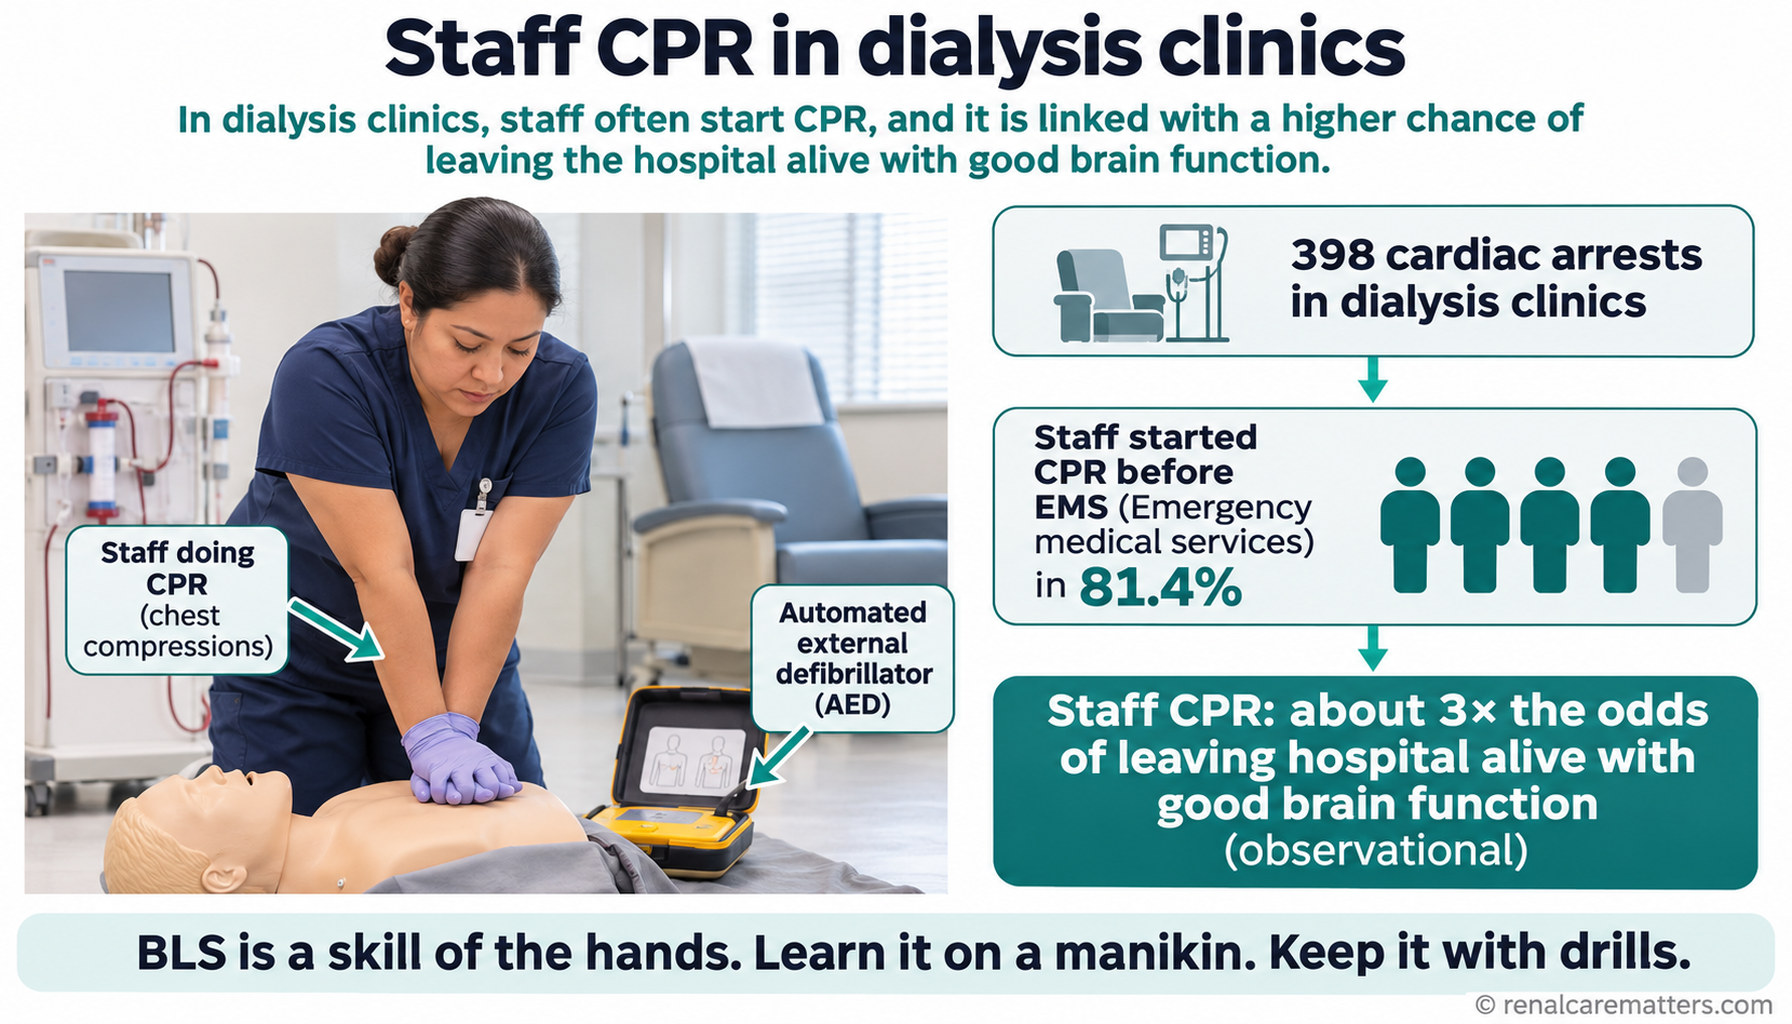 Staff CPR in dialysis clinics
In dialysis clinics, staff often start CPR, and it is linked with a higher chance of
leaving the hospital alive with good brain function.
Staff doing
CPR
(chest
compressions)
Automated
external
defibrillator
(AED)
398 cardiac arrests
in dialysis clinics
Staff started
CPR before
EMS (Emergency
medical services)
in 81.4%
Staff CPR: about 3× the odds
of leaving hospital alive with
good brain function
(observational)
BLS is a skill of the hands. Learn it on a manikin. Keep it with drills.
© renalcarematters.com